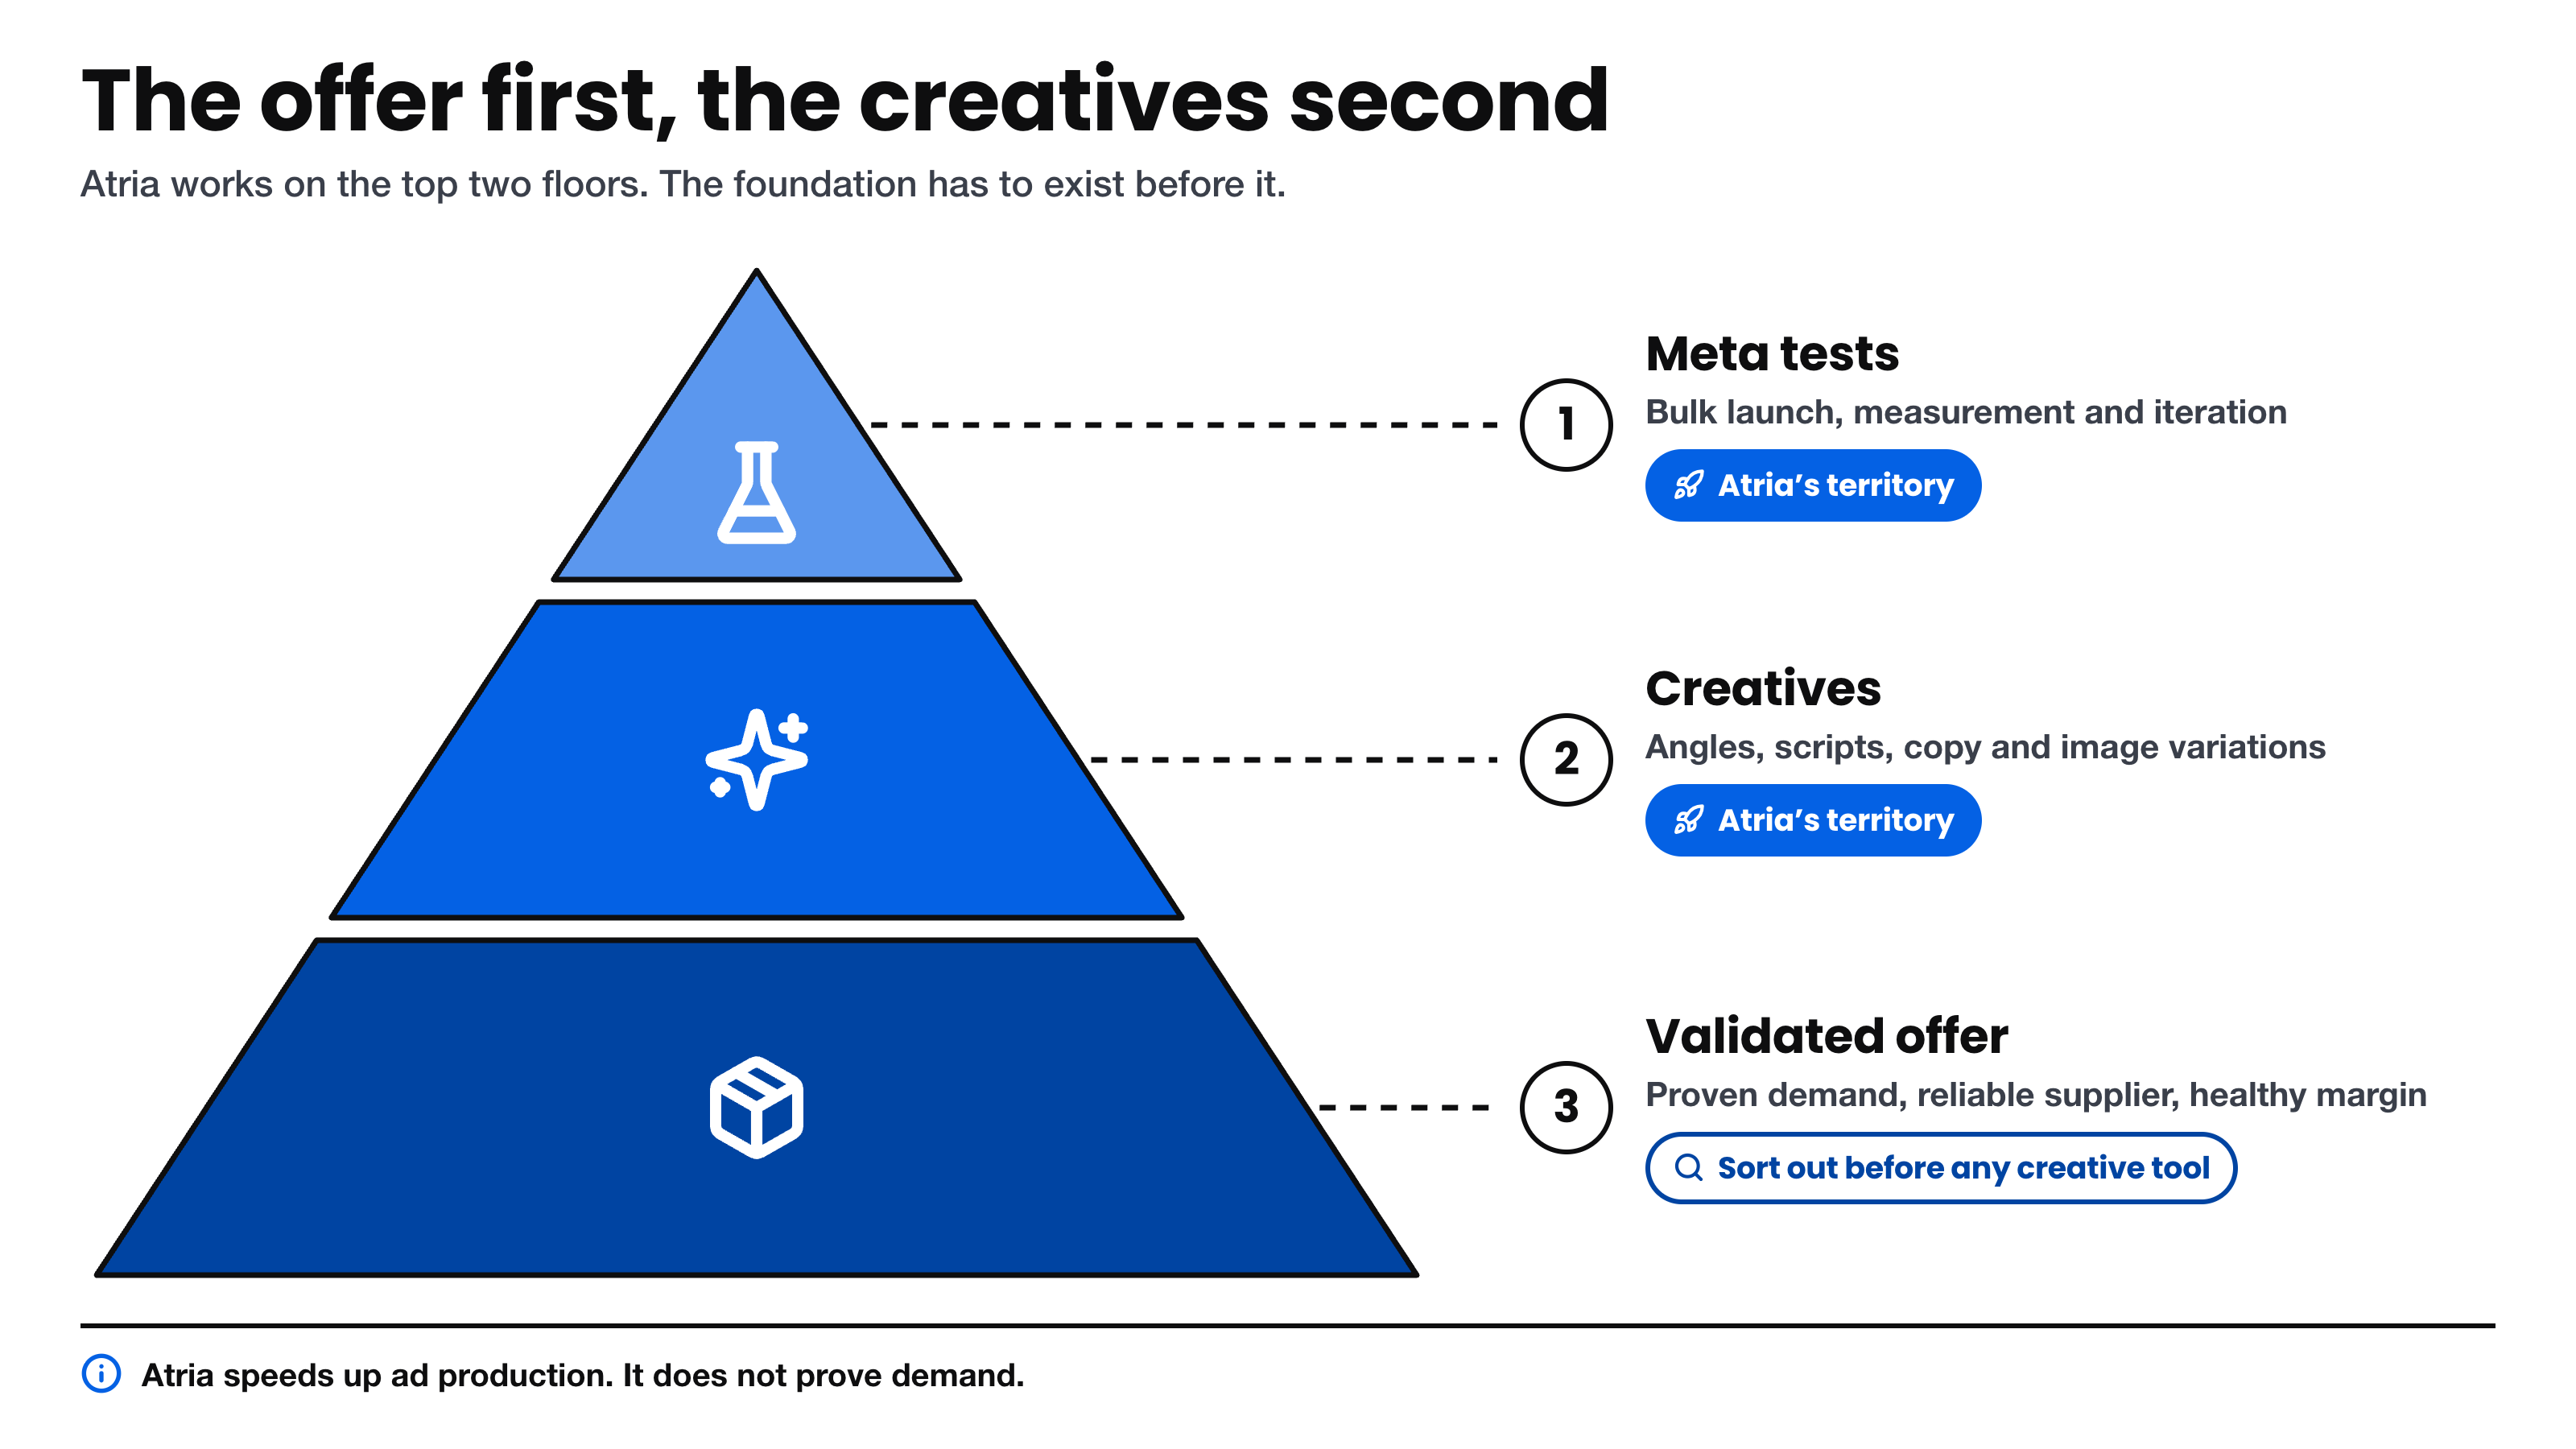 The offer first, the creatives second
Atria works on the top two floors. The foundation has to exist before it.
1
Meta tests
Bulk launch, measurement and iteration
Atria’s territory
2
Creatives
Angles, scripts, copy and image variations
Atria’s territory
3
Validated offer
Proven demand, reliable supplier, healthy margin
Sort out before any creative tool
Atria speeds up ad production. It does not prove demand.